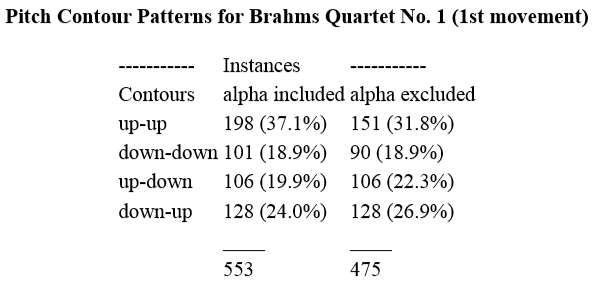 Pitch Contour Patterns for Brahms Quartet No. 1 (1st movement)
----------- Instances -----------
Contours alpha included alpha excluded
up-up 198 (37.1%) 151 (31.8%)
down-down 101 (18.9%) 90 (18.9%)
up-down 106 (19.9%) 106 (22.3%)
down-up 128 (24.0%) 128 (26.9%)
____ ____
553 475